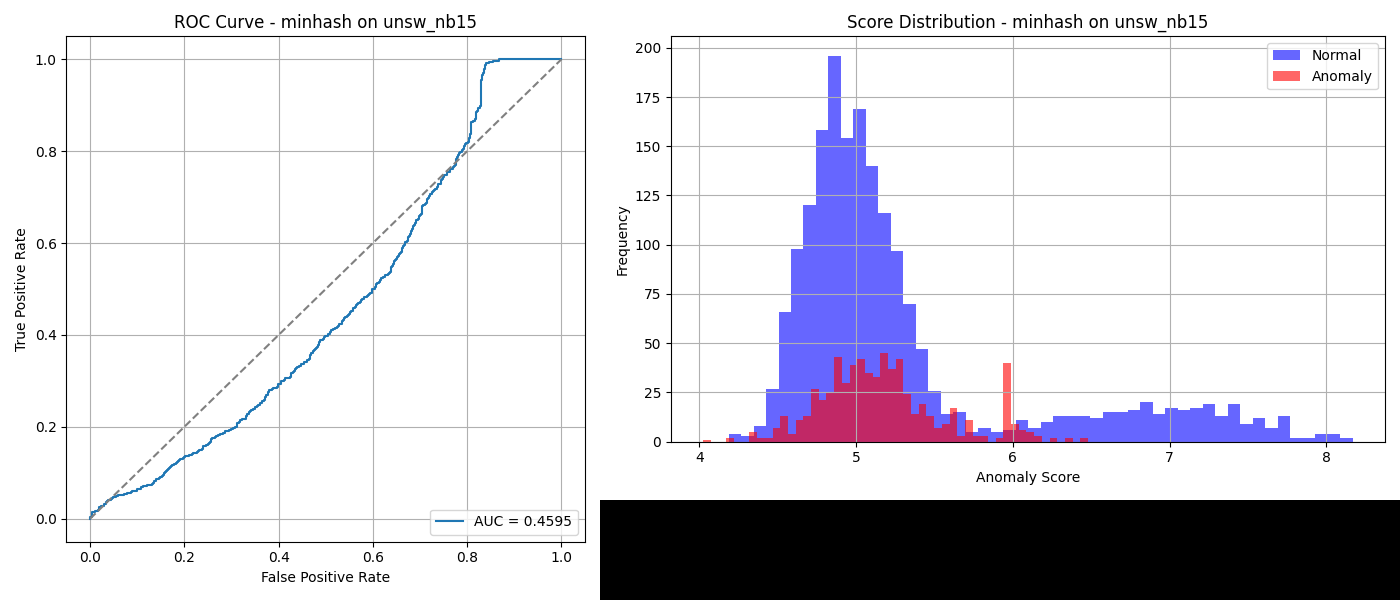 ROC Curve - minhash on unsw_nb15
True Positive Rate
1.0
0.8
0.6
0.4
0.2
0.0
0.0 0.2 0.4 0.6 0.8 1.0
False Positive Rate
AUC = 0.4595
Score Distribution - minhash on unsw_nb15
Frequency
200
175
150
125
100
75
50
25
0
4 5 6 7 8
Anomaly Score
Normal
Anomaly